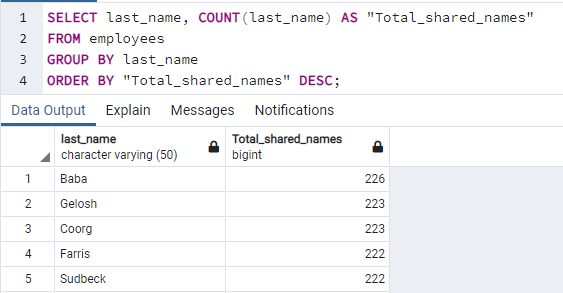 1 SELECT last_name, COUNT(last_name) AS "Total_shared_names"
2 FROM employees
3 GROUP BY last_name
4 ORDER BY "Total_shared_names" DESC;
Data Output Explain Messages Notifications
last_name Total_shared_names
character varying (50) bigint
1 Baba 226
2 Gelosh 223
3 Coorg 223
4 Farris 222
5 Sudbeck 222